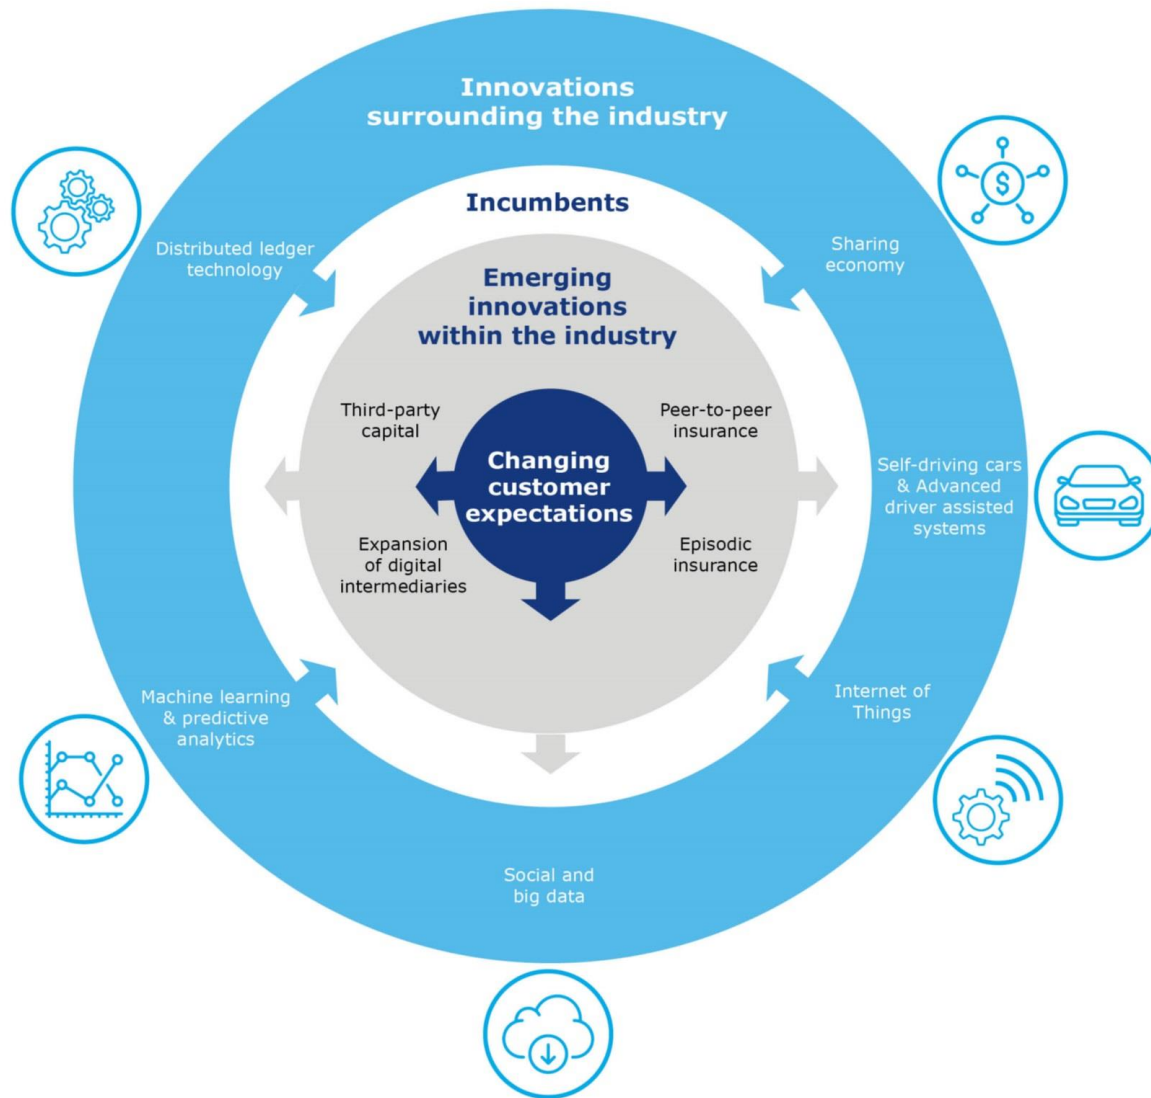 Innovations
surrounding the industry
Incumbents
Distributed ledger
technology
Sharing
economy
Emerging
innovations
within the industry
Third-party
capital
Peer-to-peer
insurance
Changing
customer
expectations
Self-driving cars
& Advanced
driver assisted
systems
Expansion
of digital
intermediaries
Episodic
insurance
Machine learning
& predictive
analytics
Internet of
Things
Social and
big data
$